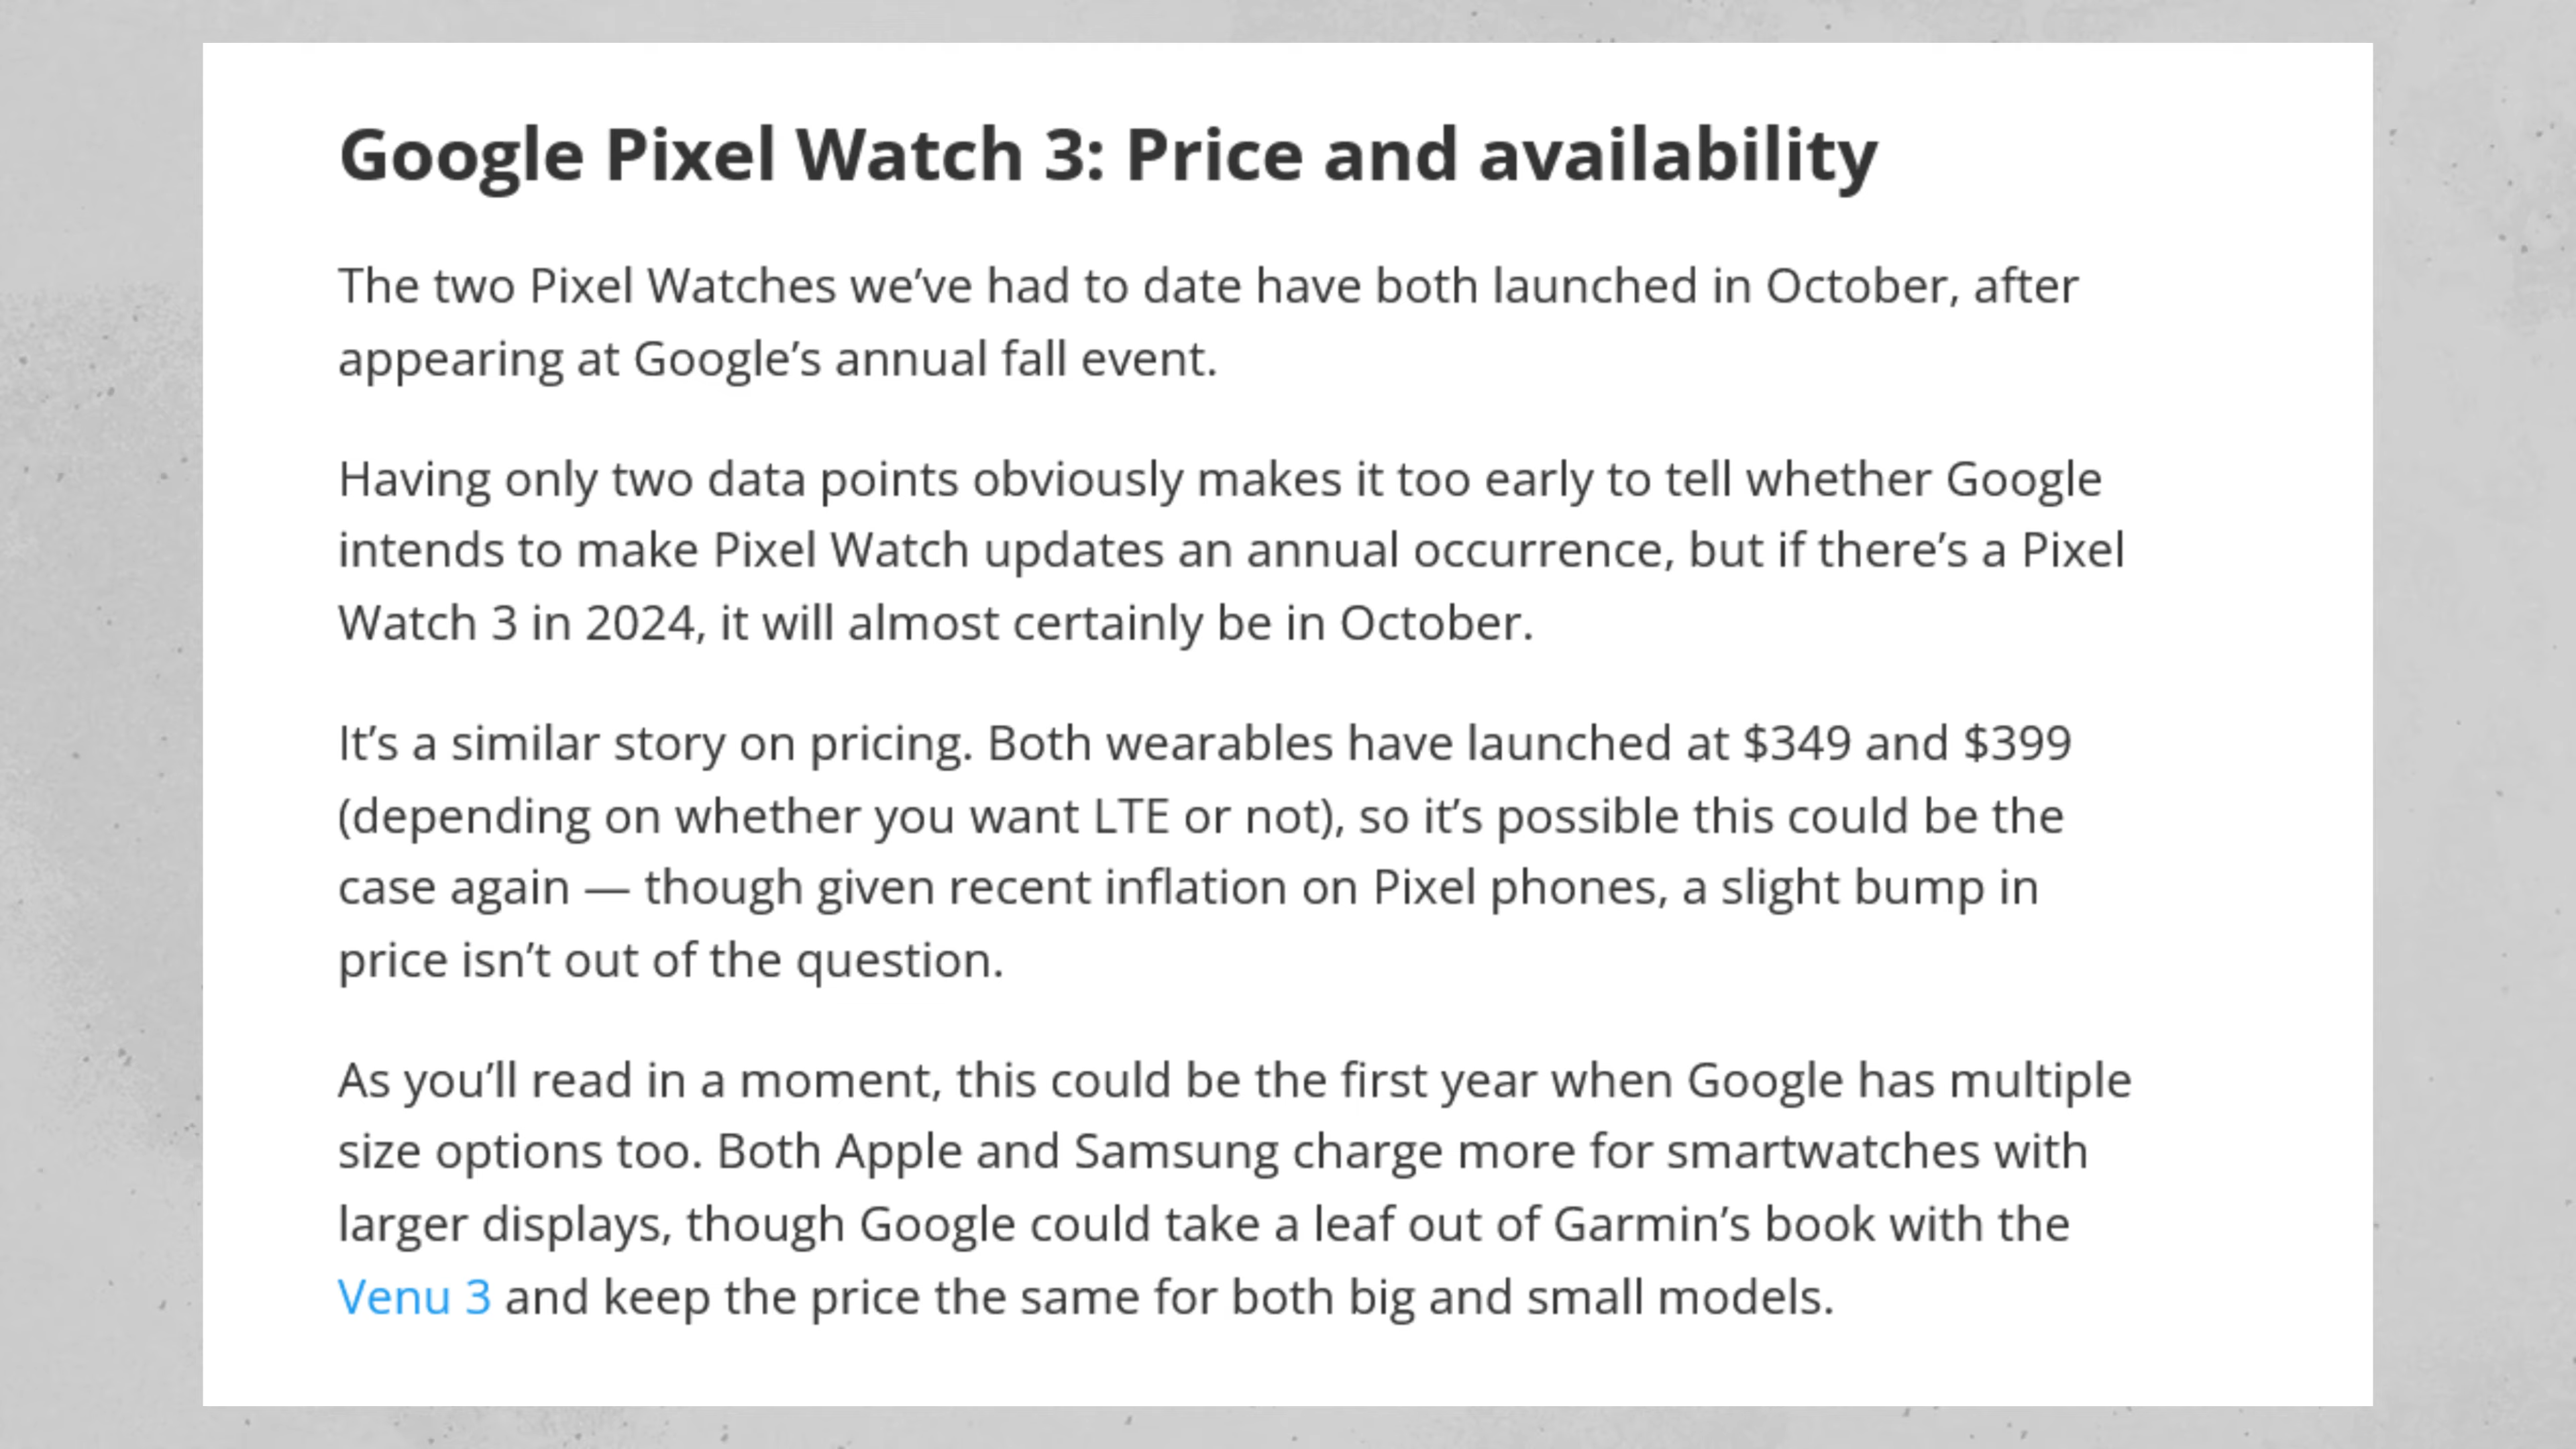 Google Pixel Watch 3: Price and availability
The two Pixel Watches we’ve had to date have both launched in October, after
appearing at Google’s annual fall event.
Having only two data points obviously makes it too early to tell whether Google
intends to make Pixel Watch updates an annual occurrence, but if there’s a Pixel
Watch 3 in 2024, it will almost certainly be in October.
It’s a similar story on pricing. Both wearables have launched at $349 and $399
(depending on whether you want LTE or not), so it’s possible this could be the
case again — though given recent inflation on Pixel phones, a slight bump in
price isn’t out of the question.
As you’ll read in a moment, this could be the first year when Google has multiple
size options too. Both Apple and Samsung charge more for smartwatches with
larger displays, though Google could take a leaf out of Garmin’s book with the
Venu 3 and keep the price the same for both big and small models.